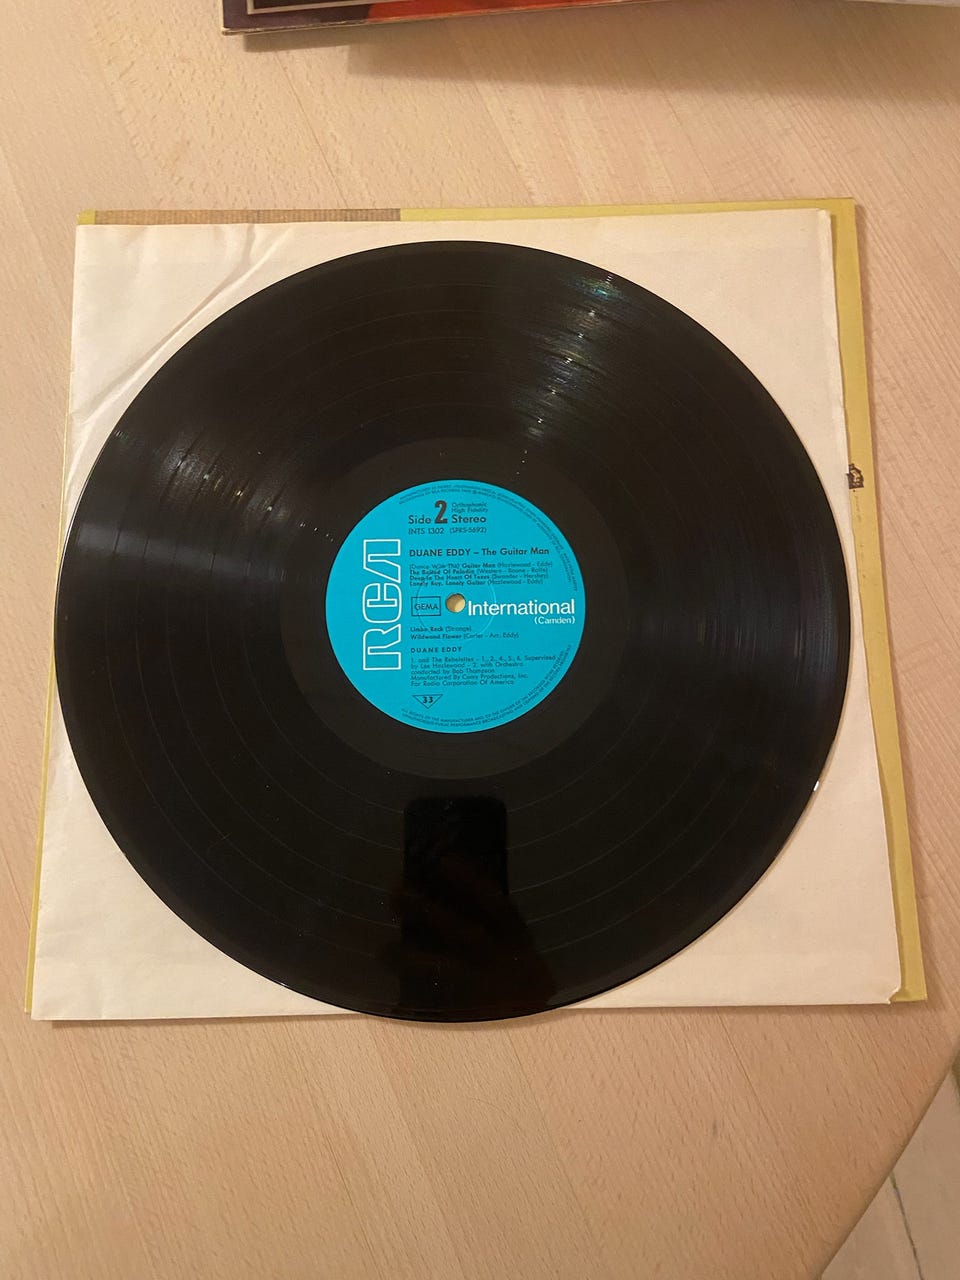 Side 2 Stereo
Orthophonic
High Fidelity
INTS 1302 (SPRS-5692)
DUANE EDDY – The Guitar Man
(Dance With The) Guitar Man (Hazlewood - Eddy)
The Ballad Of Paladin (Western - Boone - Rolfe)
Deep In The Heart Of Texas (Swander - Hershey)
Lonely Boy, Lonely Guitar (Hazlewood - Eddy)
GEMA
International
(Camden)
Limbo Rock (Strange)
Wildwood Flower (Carter - Arr. Eddy)
DUANE EDDY
1. and The Rebelettes - 1., 2., 4., 5., 6. Supervised
by Lee Hazlewood - 2. with Orchestra
conducted by Bob Thompson
Manufactured By Camy Productions, Inc.
For Radio Corporation Of America
33
RCA